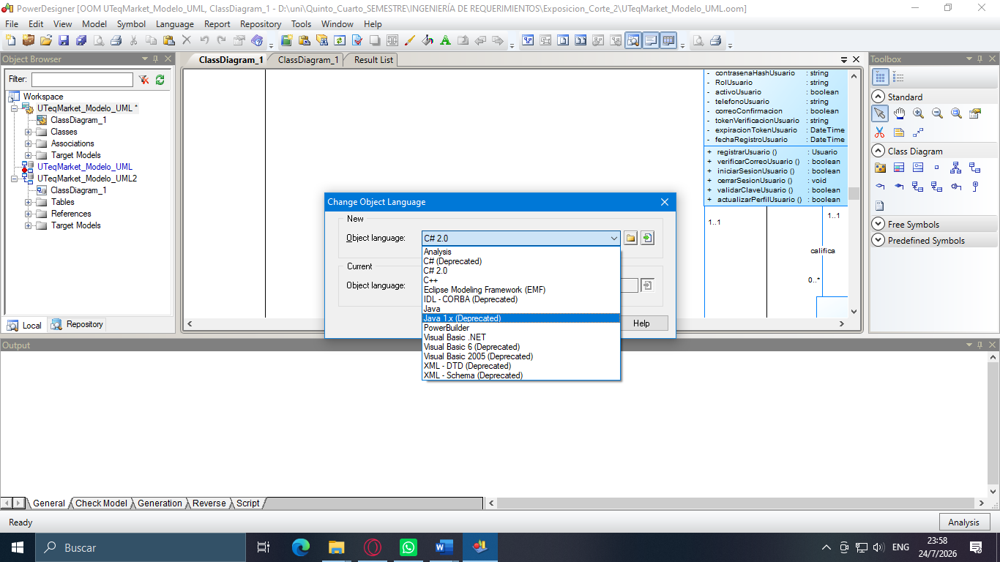 PowerDesigner [OOM UTeqMarket_Modelo_UML, ClassDiagram_1 - D:\uni\Quinto_Cuarto_SEMESTRE\INGENIERÍA DE REQUERIMIENTOS\Exposicion_Corte_2\UTeqMarket_Modelo_UML.oom]
File Edit View Model Symbol Language Report Repository Tools Window Help
Object Browser
Filter:
Workspace
UTeqMarket_Modelo_UML *
ClassDiagram_1
Classes
Associations
Target Models
UTeqMarket_Modelo_UML
UTeqMarket_Modelo_UML2
ClassDiagram_1
Tables
References
Target Models
Local Repository
ClassDiagram_1 ClassDiagram_1 Result List
- contrasenaHashUsuario : string
- RolUsuario : string
- activoUsuario : boolean
- telefonoUsuario : string
- correoConfirmacion : boolean
- tokenVerificacionUsuario : string
- expiracionTokenUsuario : DateTime
- fechaRegistroUsuario : DateTime
+ registrarUsuario () : Usuario
+ verificarCorreoUsuario () : boolean
+ iniciarSesionUsuario () : boolean
+ cerrarSesionUsuario () : void
+ validarClaveUsuario () : boolean
+ actualizarPerfilUsuario () : boolean
1..1
1..1
califica
0..*
Change Object Language
New
Object language: C# 2.0
Analysis
C# (Deprecated)
C# 2.0
C++
Eclipse Modeling Framework (EMF)
IDL - CORBA (Deprecated)
Java
Java 1.x (Deprecated)
PowerBuilder
Visual Basic .NET
Visual Basic 6 (Deprecated)
Visual Basic 2005 (Deprecated)
XML - DTD (Deprecated)
XML - Schema (Deprecated)
Current
Object language:
Help
Toolbox
Standard
Class Diagram
Free Symbols
Predefined Symbols
Output
General Check Model Generation Reverse Script
Ready
Analysis
Buscar
ENG
23:58
24/7/2026